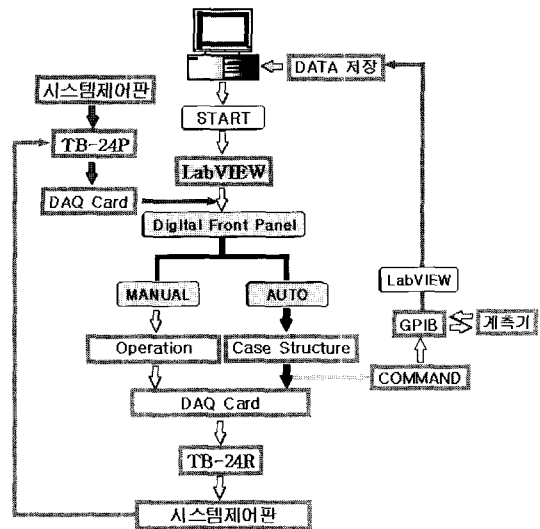 DATA 저장
시스템제어판
START
TB-24P
LabVIEW
DAQ Card
Digital Front Panel
LabVIEW
MANUAL
AUTO
GPIB
계측기
Operation
Case Structure
COMMAND
DAQ Card
TB-24R
시스템제어판